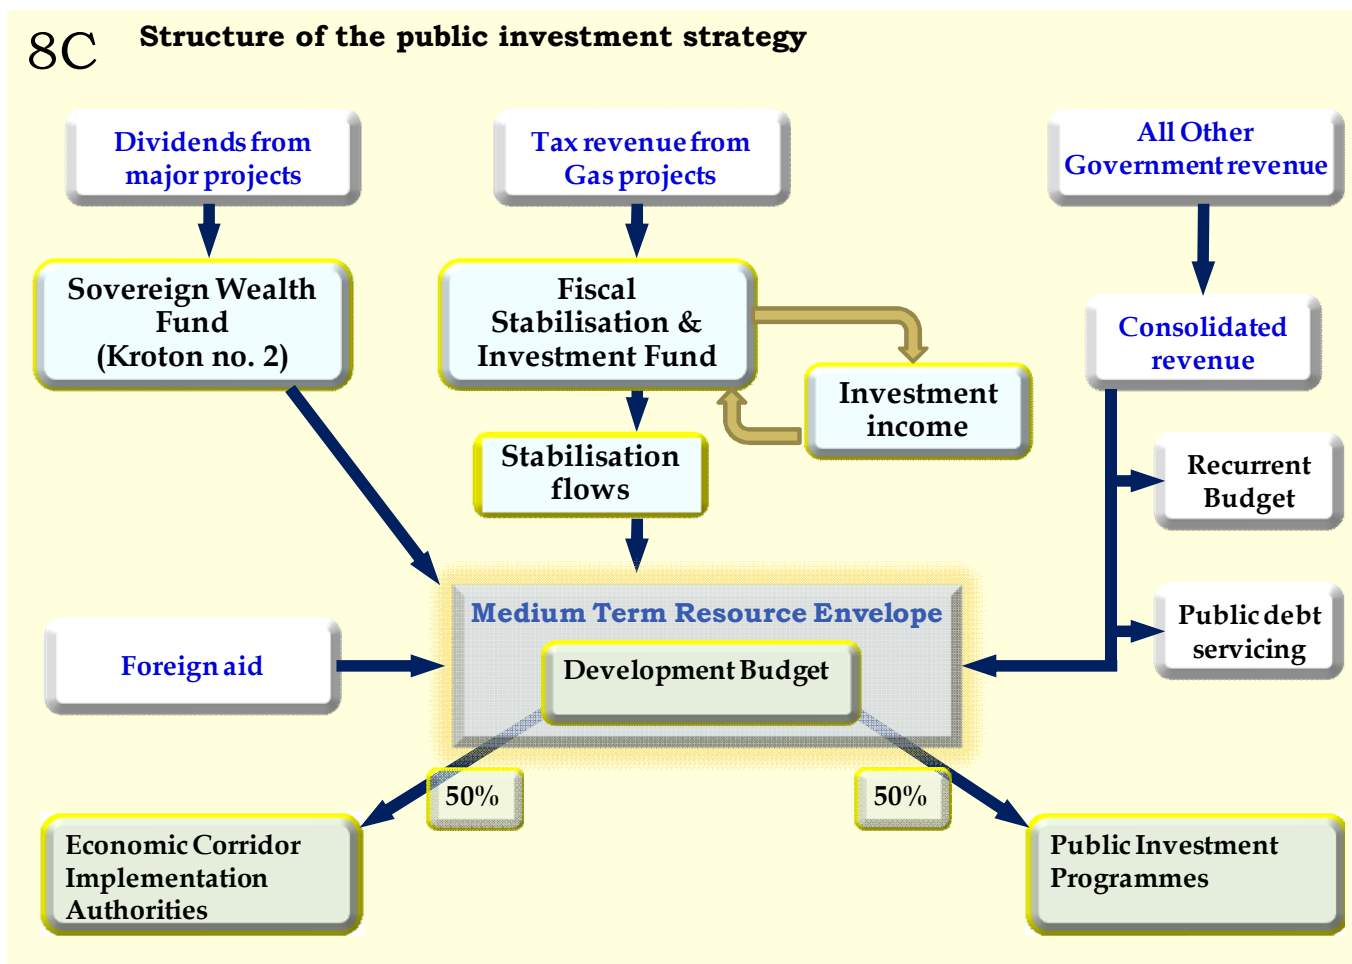 8C
Structure of the public investment strategy
Dividends from
major projects
Tax revenue from
Gas projects
All Other
Government revenue
Sovereign Wealth
Fund
(Kroton no. 2)
Fiscal
Stabilisation &
Investment Fund
Consolidated
revenue
Investment
income
Stabilisation
flows
Recurrent
Budget
Medium Term Resource Envelope
Public debt
servicing
Foreign aid
Development Budget
50%
50%
Economic Corridor
Implementation
Authorities
Public Investment
Programmes